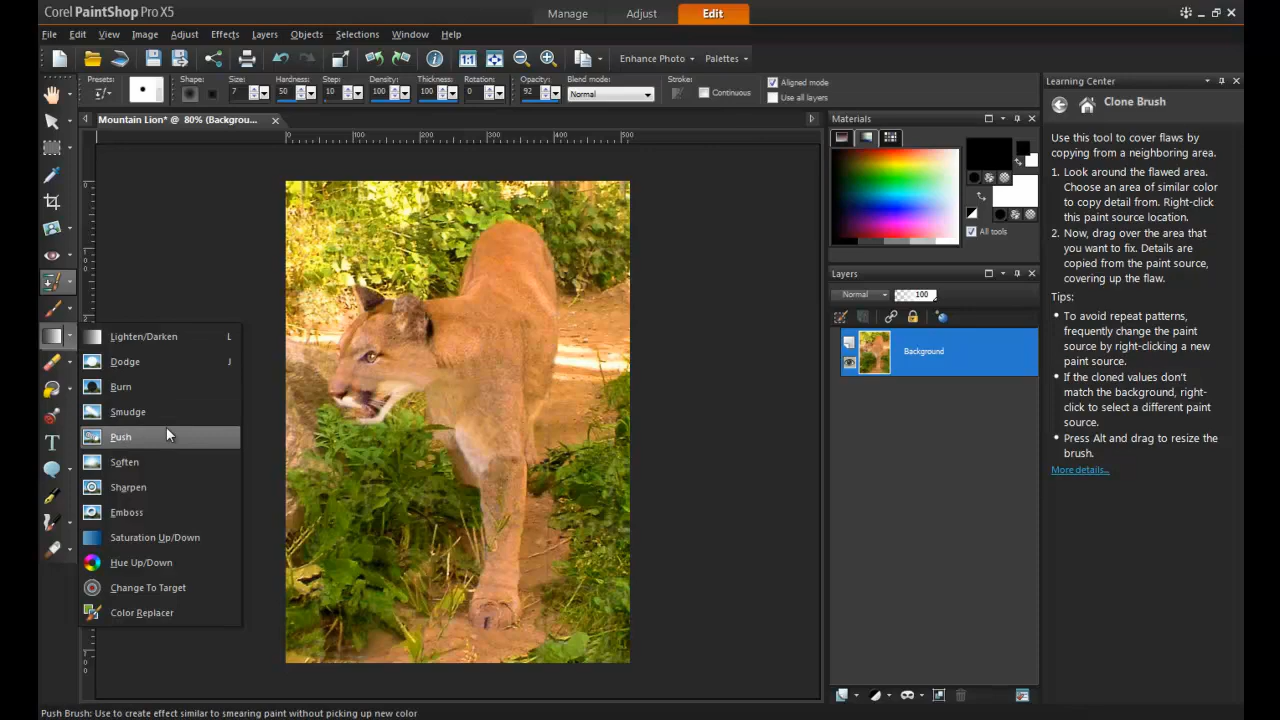 Corel PaintShop Pro X5
Manage
Adjust
Edit
File Edit View Image Adjust Effects Layers Objects Selections Window Help
1:1
Enhance Photo
Palettes
Presets:
Shape:
Size:
Hardness:
Step:
Density:
Thickness:
Rotation:
Opacity:
Blend mode:
Stroke:
7
50
10
100
100
0
92
Normal
Continuous
Aligned mode
Use all layers
Mountain Lion* @ 80% (Backgrou...
0 100 200 300 400 500
Lighten/Darken L
Dodge J
Burn
Smudge
Push
Soften
Sharpen
Emboss
Saturation Up/Down
Hue Up/Down
Change To Target
Color Replacer
Materials
All tools
Layers
Normal
100
Background
Learning Center
Clone Brush
Use this tool to cover flaws by
copying from a neighboring area.
1. Look around the flawed area.
Choose an area of similar color
to copy detail from. Right-click
this paint source location.
2. Now, drag over the area that
you want to fix. Details are
copied from the paint source,
covering up the flaw.
Tips:
• To avoid repeat patterns,
frequently change the paint
source by right-clicking a new
paint source.
• If the cloned values don't
match the background, right-
click to select a different paint
source.
• Press Alt and drag to resize the
brush.
More details...
Push Brush: Use to create effect similar to smearing paint without picking up new color